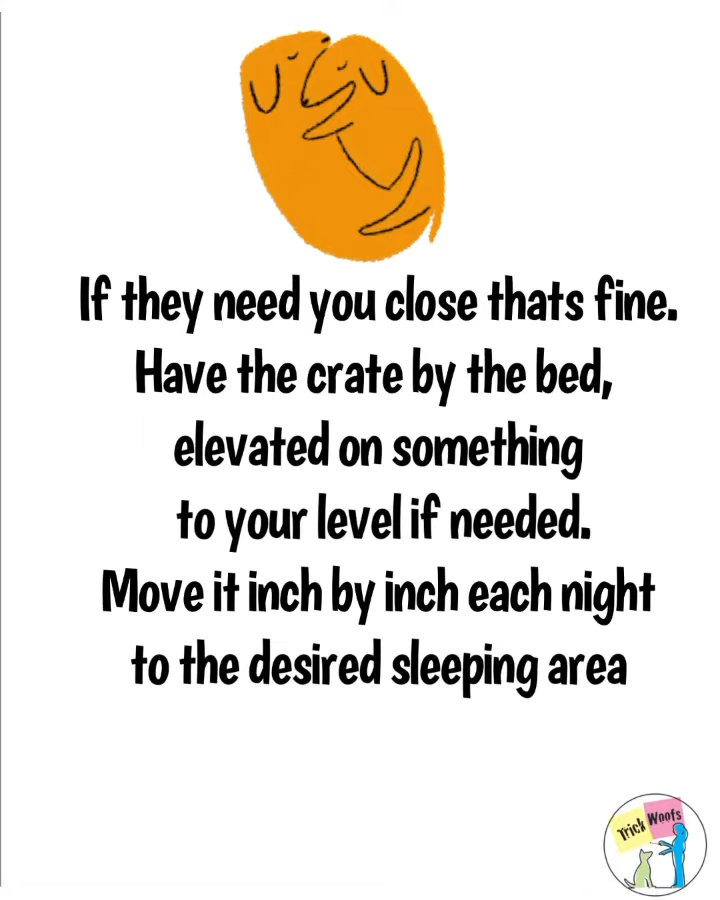 If they need you close thats fine.
Have the crate by the bed,
elevated on something
to your level if needed.
Move it inch by inch each night
to the desired sleeping area
Trick Woofs